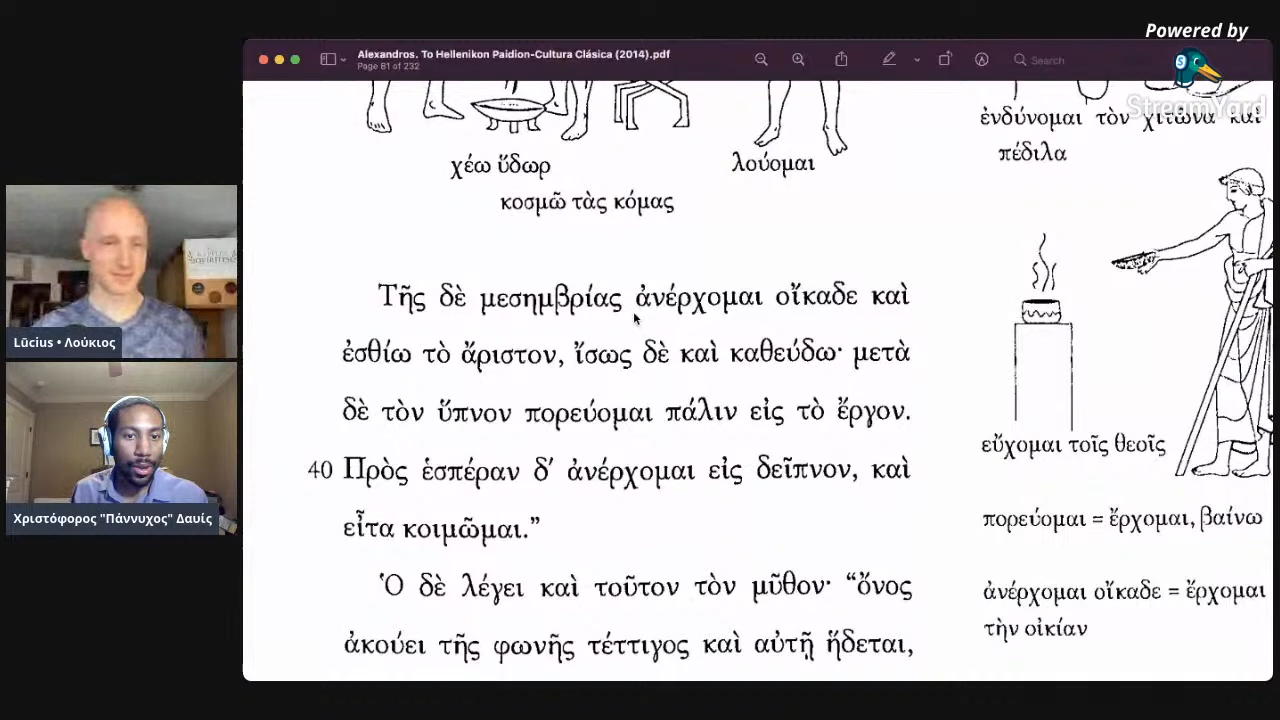 Powered by
StreamYard
Alexandros. To Hellenikon Paidion-Cultura Clásica (2014).pdf
Page 81 of 232
Search
χέω ὕδωρ
λούομαι
κοσμῶ τὰς κόμας
ἐνδύνομαι τὸν χιτῶνα καὶ
πέδιλα
Τῆς δὲ μεσημβρίας ἀνέρχομαι οἴκαδε καὶ
ἐσθίω τὸ ἄριστον, ἴσως δὲ καὶ καθεύδω· μετὰ
δὲ τὸν ὕπνον πορεύομαι πάλιν εἰς τὸ ἔργον.
40 Πρὸς ἑσπέραν δ’ ἀνέρχομαι εἰς δεῖπνον, καὶ
εἶτα κοιμῶμαι.”
Ὁ δὲ λέγει καὶ τοῦτον τὸν μῦθον· “ὄνος
ἀκούει τῆς φωνῆς τέττιγος καὶ αὐτῇ ἥδεται,
εὔχομαι τοῖς θεοῖς
πορεύομαι = ἔρχομαι, βαίνω
ἀνέρχομαι οἴκαδε = ἔρχομαι
τὴν οἰκίαν
Lūcius • Λούκιος
Χριστόφορος "Πάννυχος" Δαυίς